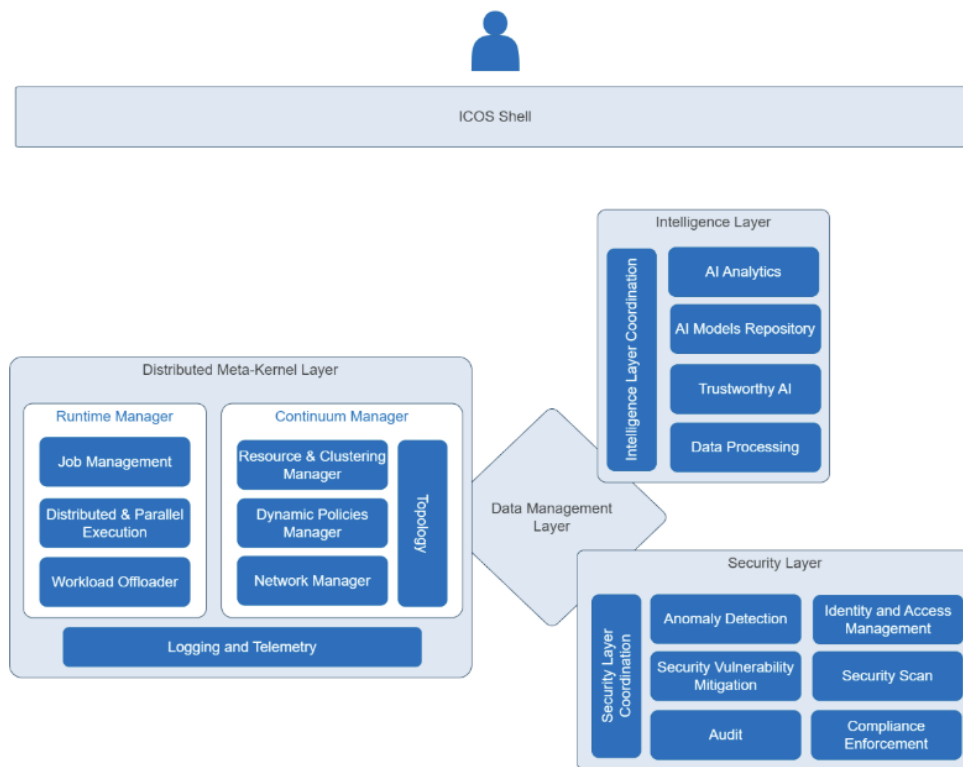 ICOS Shell
Intelligence Layer
Intelligence Layer Coordination
AI Analytics
AI Models Repository
Trustworthy AI
Data Processing
Distributed Meta-Kernel Layer
Runtime Manager
Job Management
Distributed & Parallel
Execution
Workload Offloader
Continuum Manager
Resource & Clustering
Manager
Dynamic Policies
Manager
Network Manager
Topology
Logging and Telemetry
Data Management
Layer
Security Layer
Security Layer
Coordination
Anomaly Detection
Identity and Access
Management
Security Vulnerability
Mitigation
Security Scan
Audit
Compliance
Enforcement